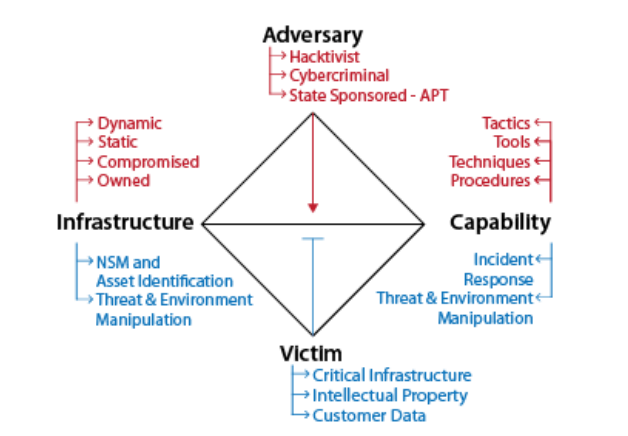 Adversary
Hacktivist
Cybercriminal
State Sponsored - APT
Dynamic
Static
Compromised
Owned
Tactics
Tools
Techniques
Procedures
Infrastructure
Capability
NSM and
Asset Identification
Threat & Environment
Manipulation
Incident
Response
Threat & Environment
Manipulation
Victim
Critical Infrastructure
Intellectual Property
Customer Data